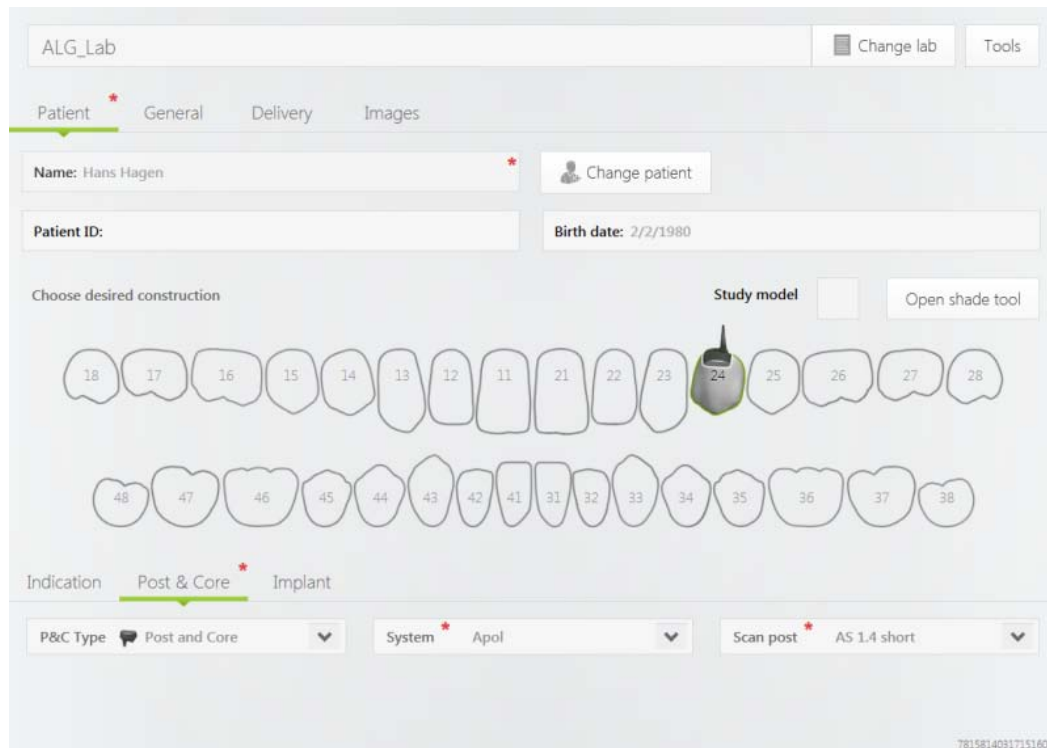 ALG_Lab Change lab Tools
Patient * General Delivery Images
Name: Hans Hagen * Change patient
Patient ID: Birth date: 2/2/1980
Choose desired construction Study model Open shade tool
18 17 16 15 14 13 12 11 21 22 23 24 25 26 27 28
48 47 46 45 44 43 42 41 31 32 33 34 35 36 37 38
Indication Post & Core * Implant
P&C Type Post and Core System * Apol Scan post * AS 1.4 short
7815814031715160